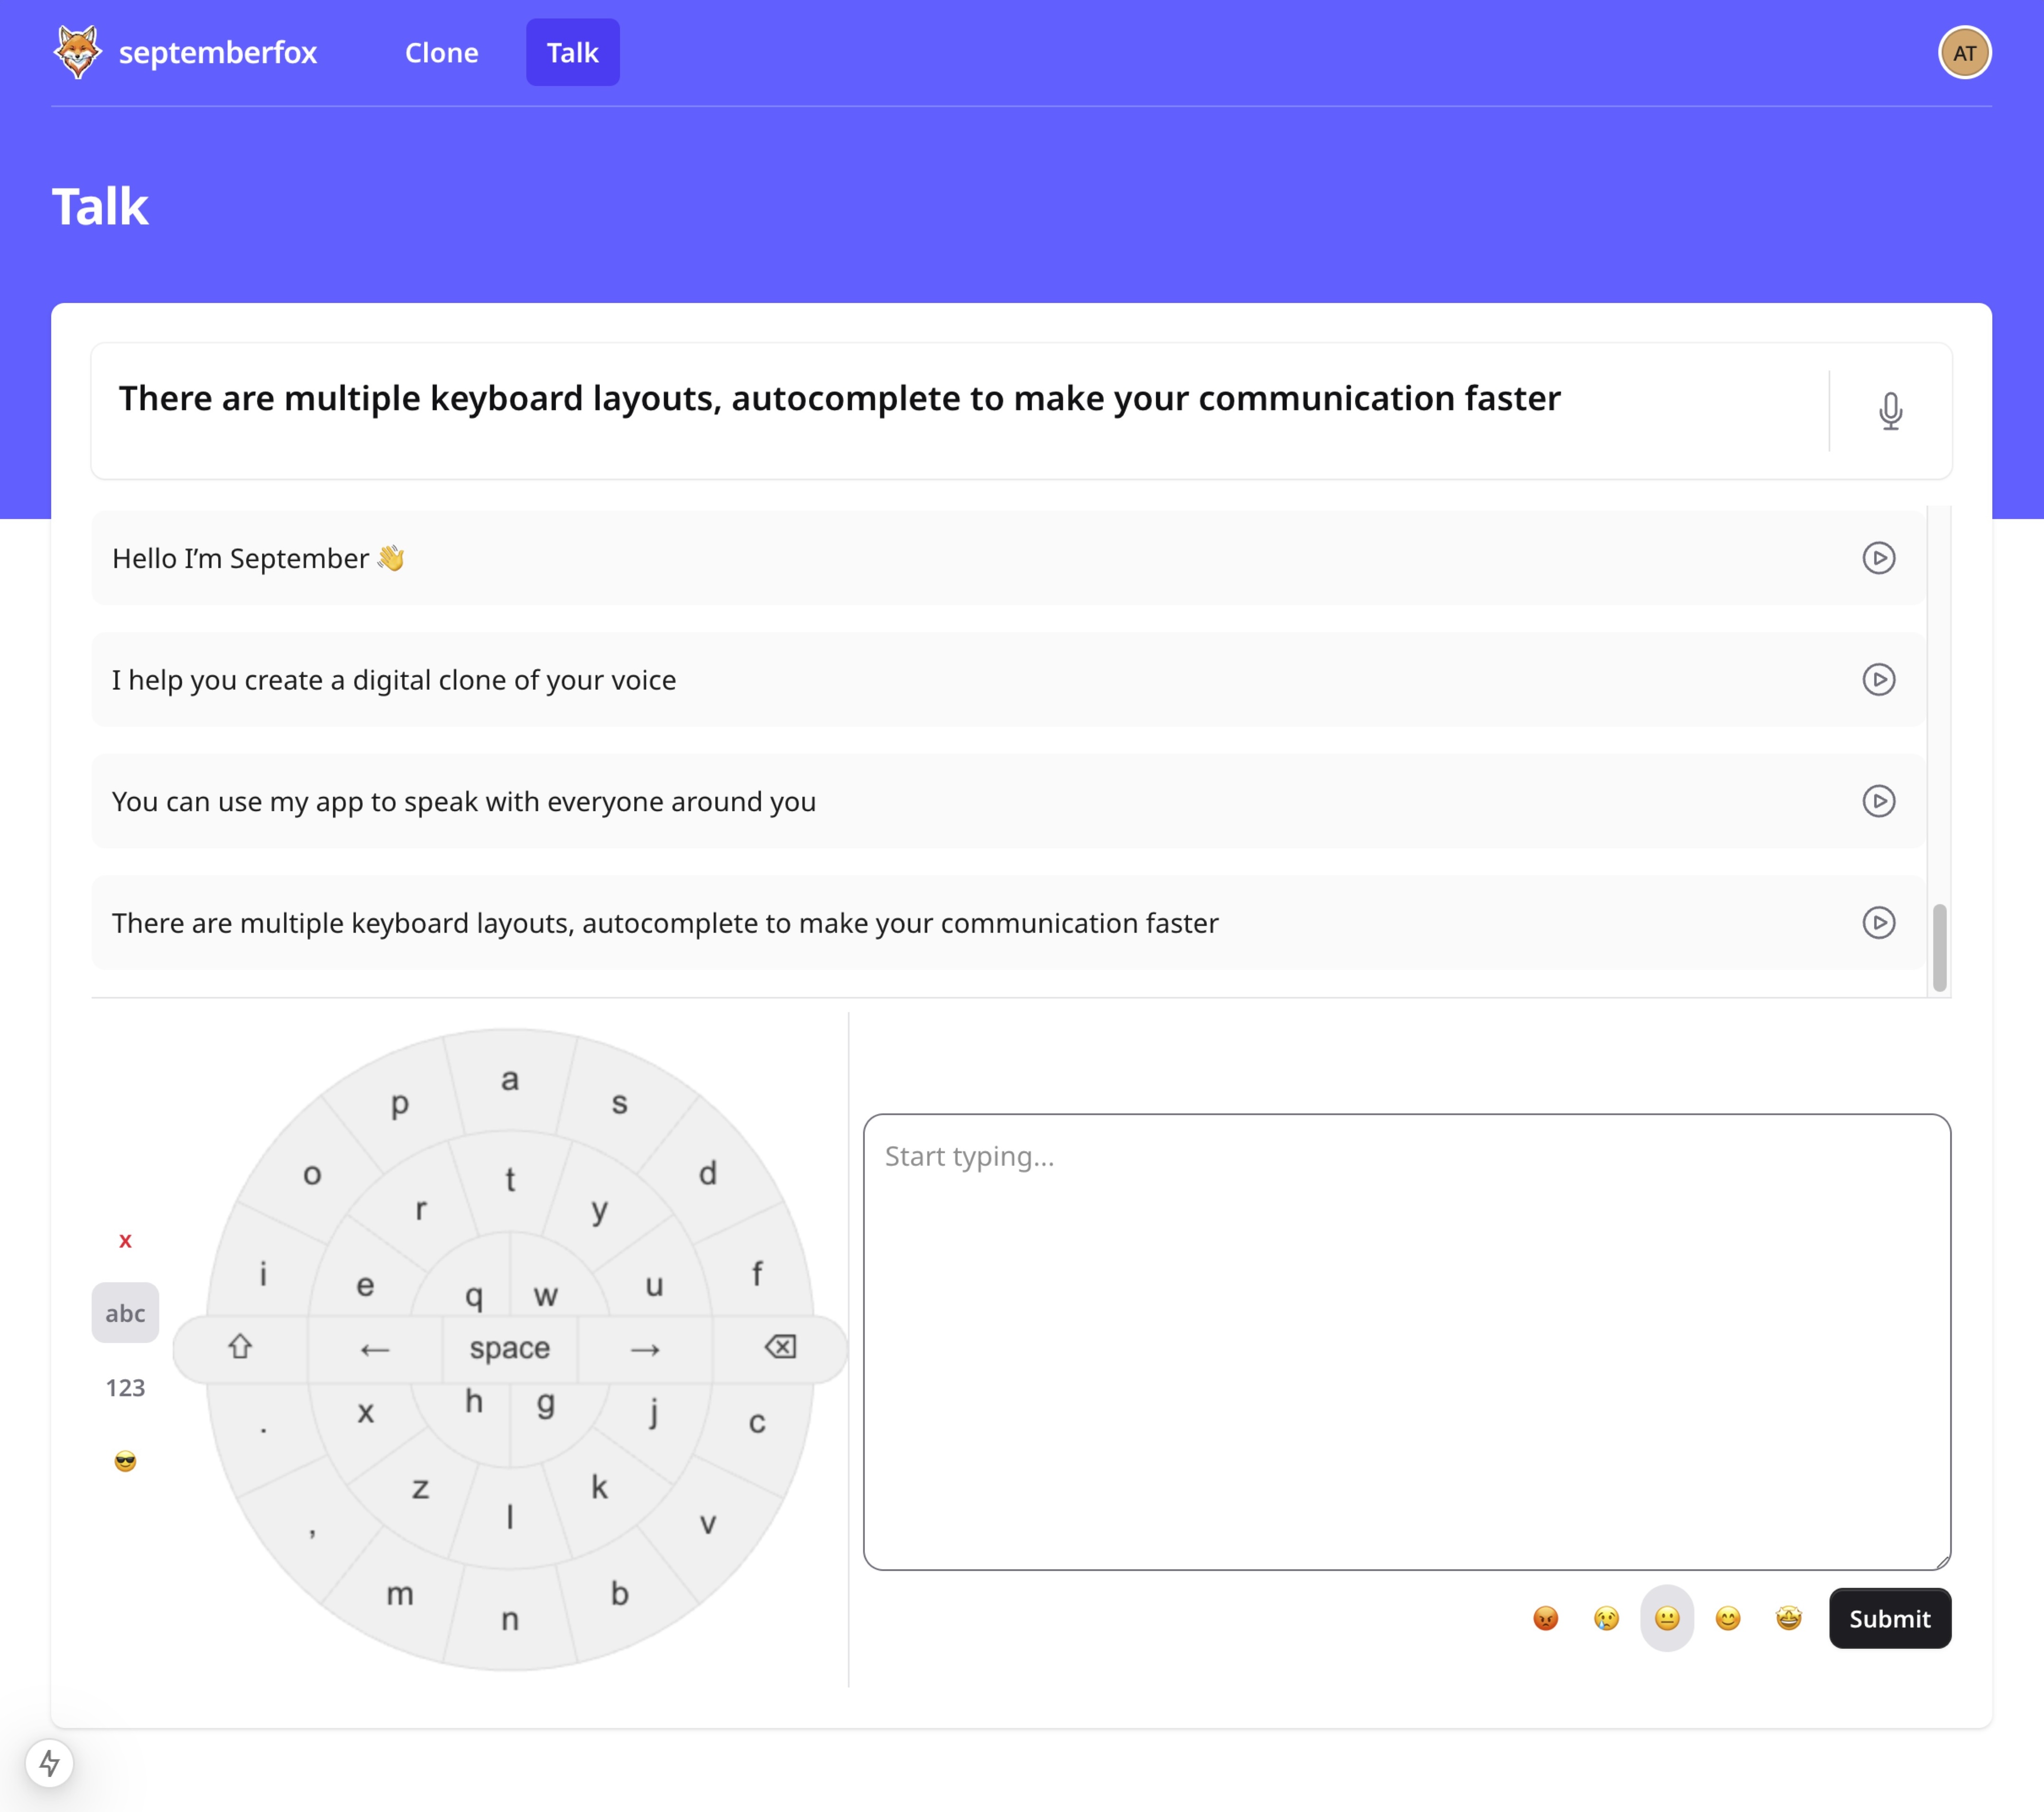 septemberfox Clone Talk AT
Talk
There are multiple keyboard layouts, autocomplete to make your communication faster
Hello I’m September 👋
I help you create a digital clone of your voice
You can use my app to speak with everyone around you
There are multiple keyboard layouts, autocomplete to make your communication faster
x
abc
123
😎
a
p s
o d
t
r y
i f
e u
q w
⇧ ← space → ⌫
h g
x j
. c
z k
l
, v
m b
n
Start typing...
😡 😢 😐 😊 🤩 Submit